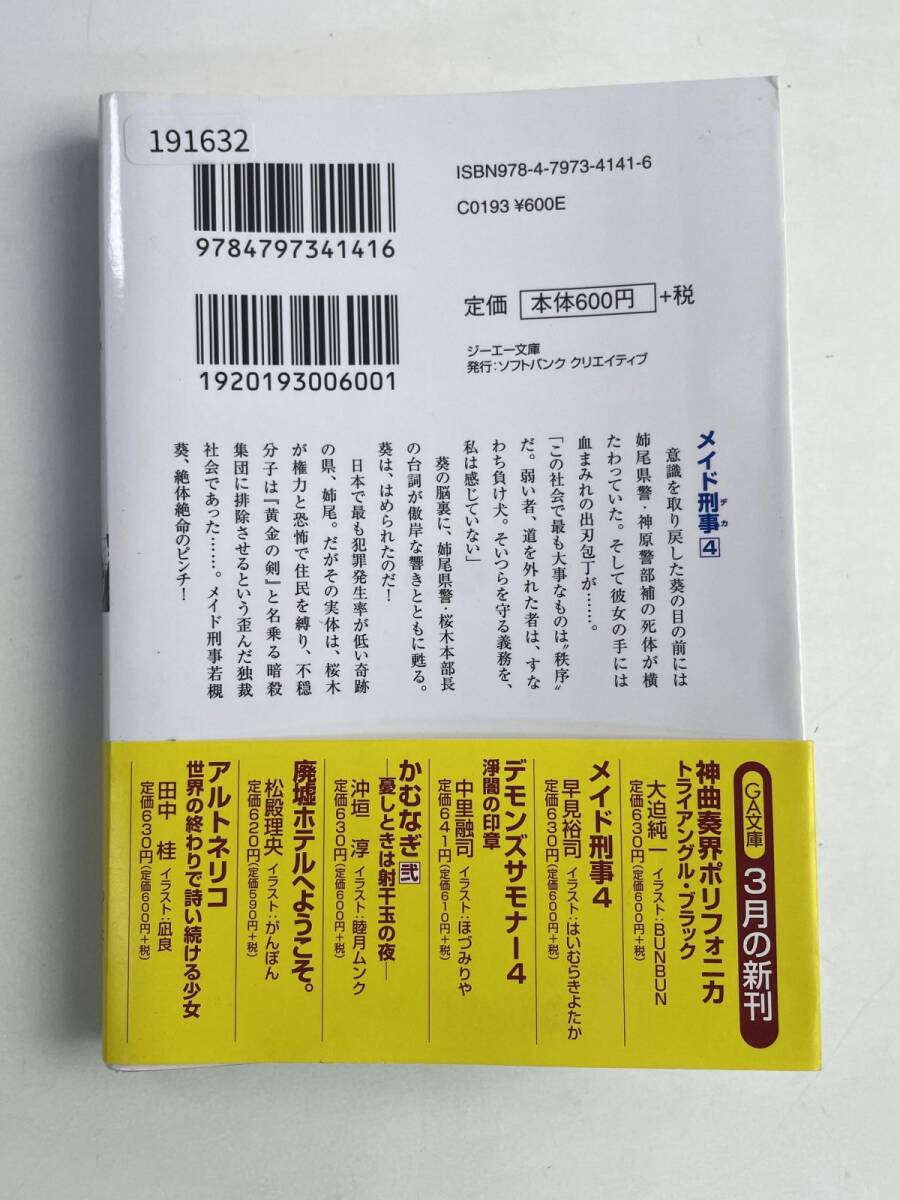 191632
9784797341416
1920193006001
ISBN978-4-7973-4141-6
C0193 ¥600E
定価 本体600円 +税
ジーエー文庫
発行:ソフトバンク クリエイティブ
メイド刑事4
デカ
意識を取り戻した葵の目の前には
姉尾県警・神原警部補の死体が横
たわっていた。そして彼女の手には
血まみれの出刃包丁が……。
「この社会で最も大事なものは“秩序”
だ。弱い者、道を外れた者は、すな
わち負け犬。そいつらを守る義務を、
私は感じていない」
葵の脳裏に、姉尾県警・桜木本部長
の台詞が傲岸な響きとともに甦る。
葵は、はめられたのだ!
日本で最も犯罪発生率が低い奇跡
の県、姉尾。だがその実体は、桜木
が権力と恐怖で住民を縛り、不穏
分子は『黄金の剣』と名乗る暗殺
集団に排除させるという歪んだ独裁
社会であった……。メイド刑事若槻
葵、絶体絶命のピンチ!
GA文庫 3月の新刊
神曲奏界ポリフォニカ
トライアングル・ブラック
大迫純一 イラスト:BUNBUN
定価630円(定価600円+税)
メイド刑事4
早見裕司 イラスト:はいむらきよたか
定価630円(定価600円+税)
デモンズサモナー4
淨闇の印章
中里融司 イラスト:ほづみりや
定価641円(定価610円+税)
かむなぎ 弐
―憂しときは射干玉の夜―
沖垣 淳 イラスト:睦月ムンク
定価630円(定価600円+税)
廃墟ホテルへようこそ。
松殿理央 イラスト:がんぽん
定価620円(定価590円+税)
アルトネリコ
世界の終わりで詩い続ける少女
田中 桂 イラスト:凪良
定価630円(定価600円+税)